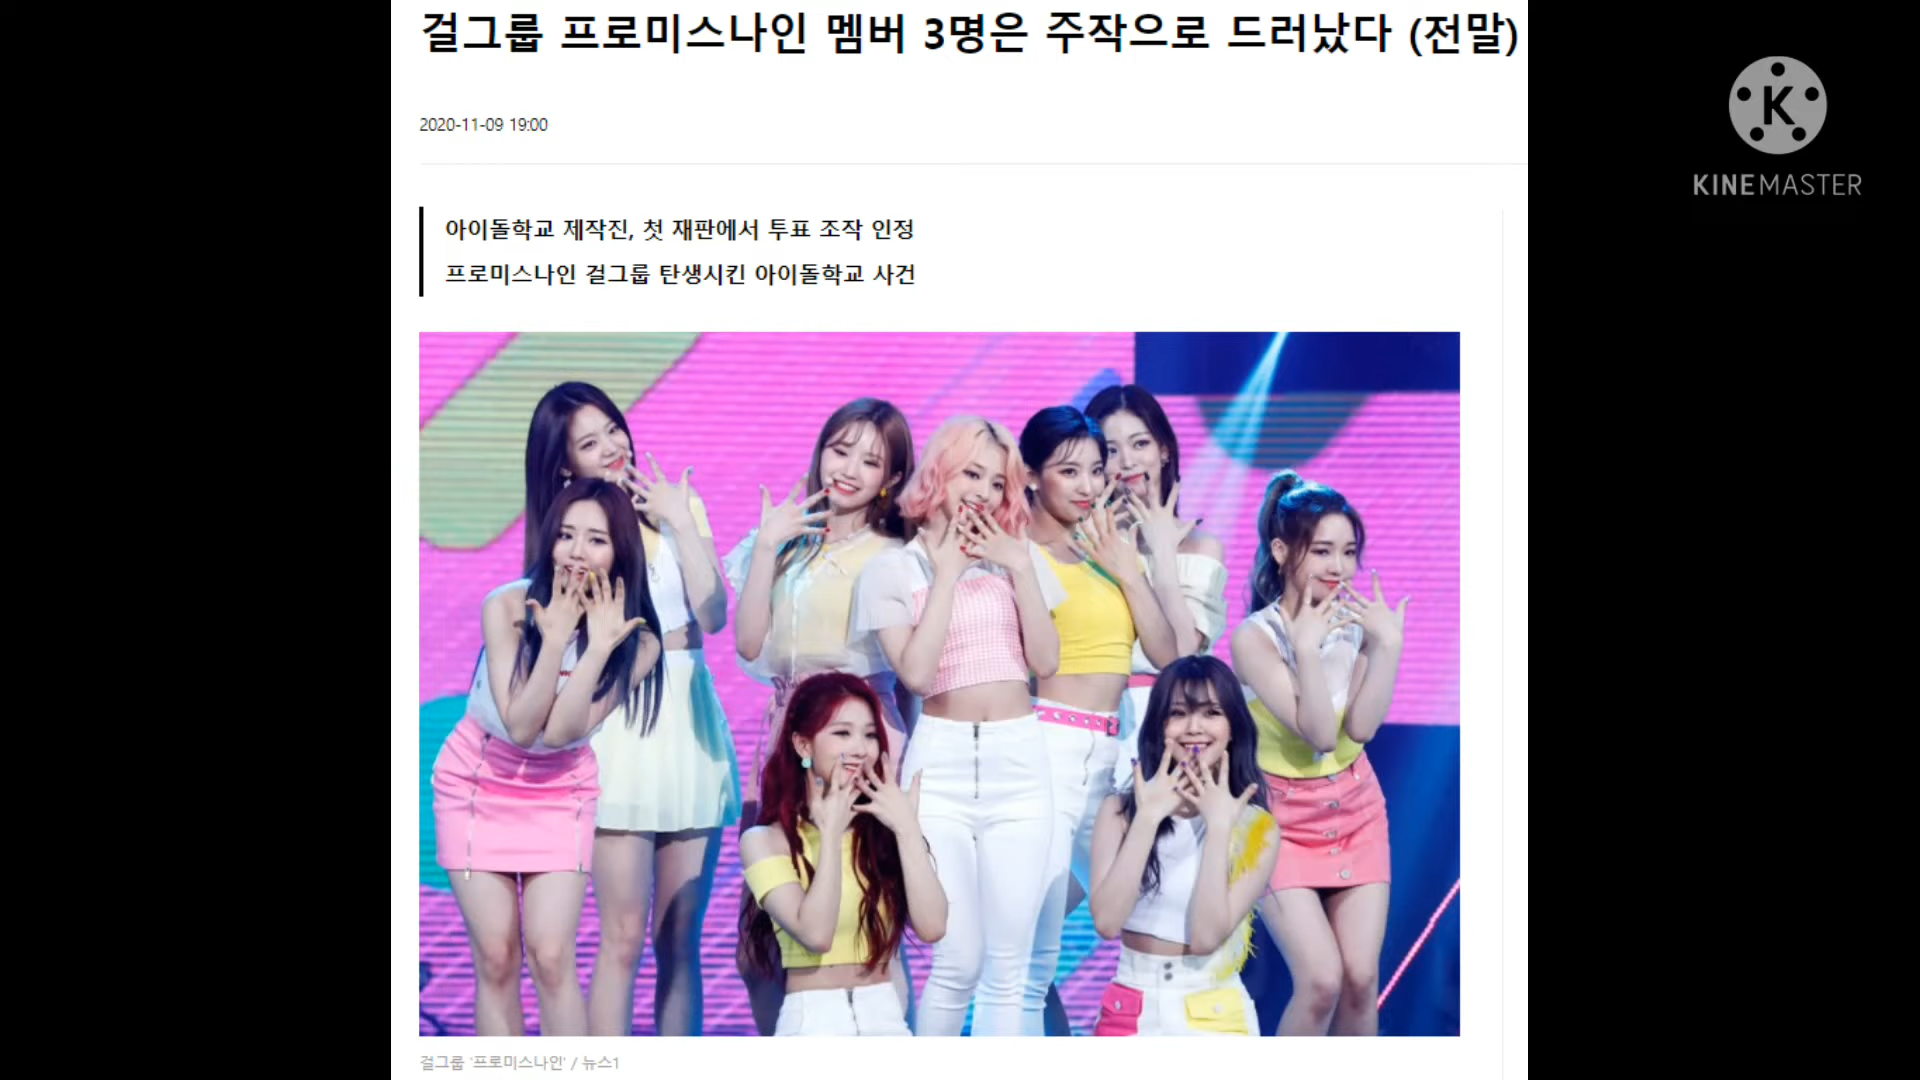 걸그룹 프로미스나인 멤버 3명은 주작으로 드러났다 (전말)
2020-11-09 19:00
아이돌학교 제작진, 첫 재판에서 투표 조작 인정
프로미스나인 걸그룹 탄생시킨 아이돌학교 사건
걸그룹 '프로미스나인' / 뉴스1
K
KINEMASTER